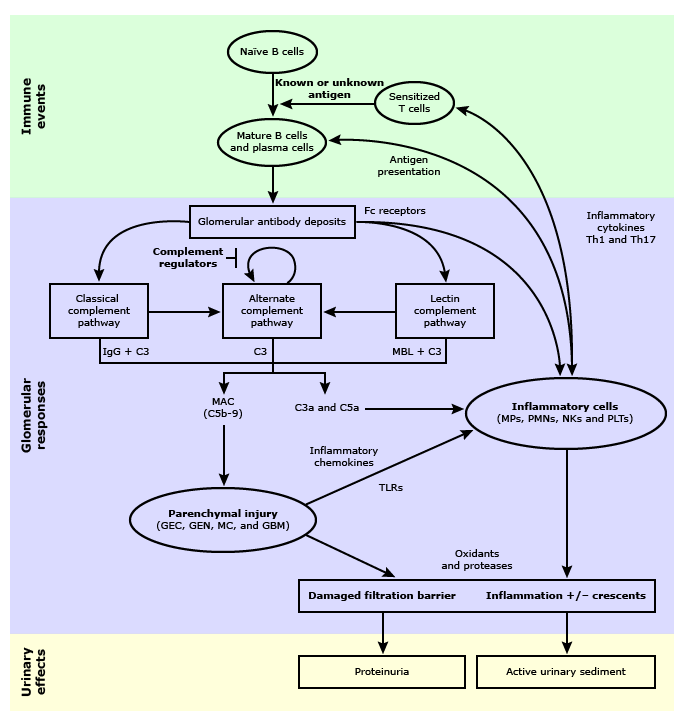 Immune
events
Naïve B cells
Known or unknown
antigen
Sensitized
T cells
Mature B cells
and plasma cells
Antigen
presentation
Inflammatory
cytokines
Th1 and Th17
Glomerular
responses
Glomerular antibody deposits
Fc receptors
Complement
regulators
Classical
complement
pathway
Alternate
complement
pathway
Lectin
complement
pathway
IgG + C3
C3
MBL + C3
MAC
(C5b-9)
C3a and C5a
Inflammatory cells
(MPs, PMNs, NKs and PLTs)
Inflammatory
chemokines
TLRs
Parenchymal injury
(GEC, GEN, MC, and GBM)
Oxidants
and proteases
Damaged filtration barrier
Inflammation +/− crescents
Urinary
effects
Proteinuria
Active urinary sediment